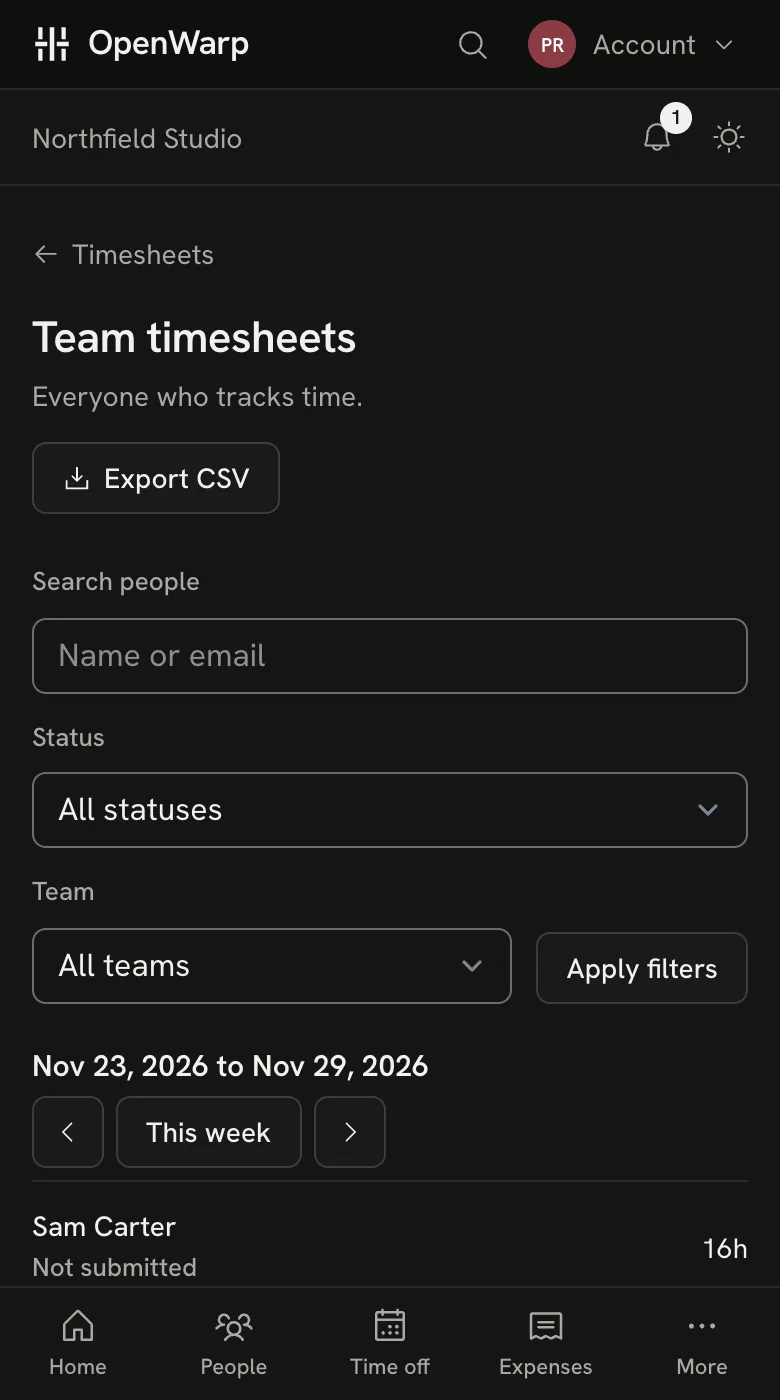 OpenWarp
PR Account
Northfield Studio
1
Timesheets
Team timesheets
Everyone who tracks time.
Export CSV
Search people
Name or email
Status
All statuses
Team
All teams
Apply filters
Nov 23, 2026 to Nov 29, 2026
This week
Sam Carter
16h
Not submitted
Home People Time off Expenses More